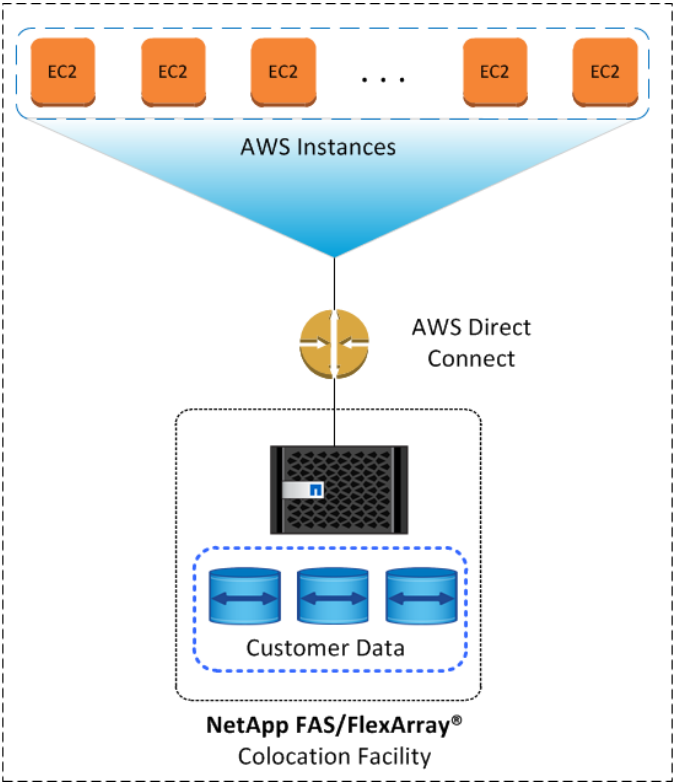 EC2 EC2 EC2 . . . EC2 EC2
AWS Instances
AWS Direct
Connect
Customer Data
NetApp FAS/FlexArray®
Colocation Facility